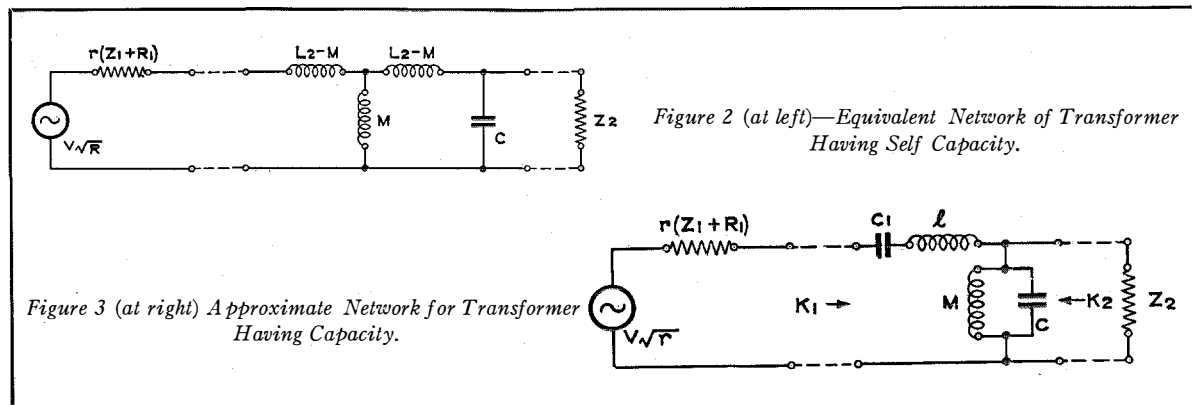 r(Z1+R1)
L2-M
L2-M
M
C
Z2
V√R
Figure 2 (at left)—Equivalent Network of Transformer
Having Self Capacity.
r(Z1+R1)
C1
ℓ
K1
M
C
K2
Z2
V√r
Figure 3 (at right) Approximate Network for Transformer
Having Capacity.